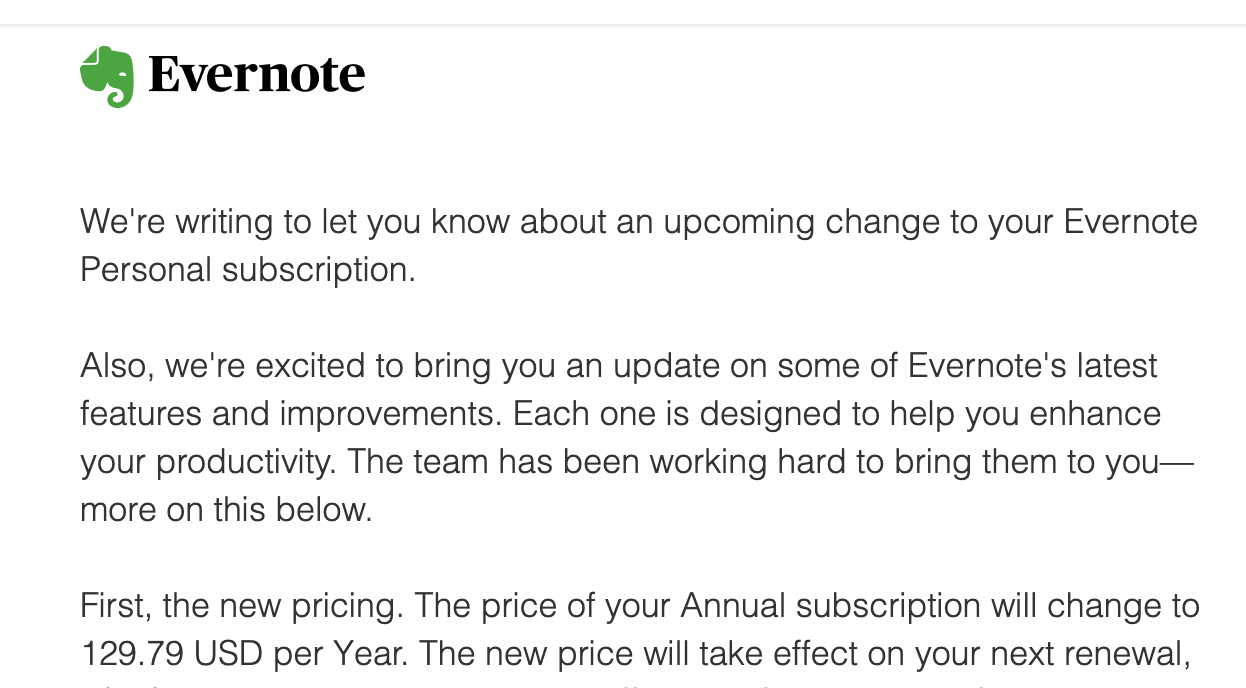 Evernote
We're writing to let you know about an upcoming change to your Evernote
Personal subscription.
Also, we're excited to bring you an update on some of Evernote's latest
features and improvements. Each one is designed to help you enhance
your productivity. The team has been working hard to bring them to you—
more on this below.
First, the new pricing. The price of your Annual subscription will change to
129.79 USD per Year. The new price will take effect on your next renewal,